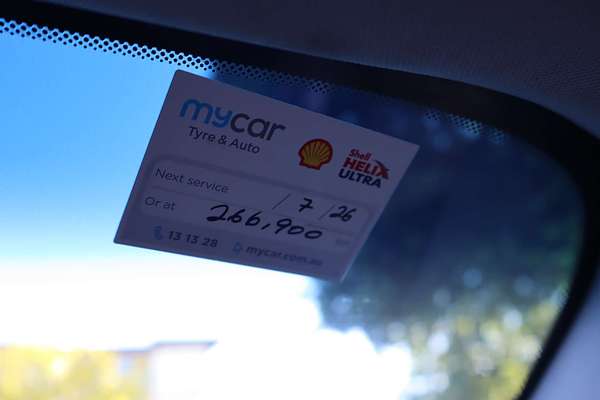 mycar
Tyre & Auto
Shell
HELIX
ULTRA
Next service / 7 / 26
Or at 266,900 km
13 13 28 mycar.com.au